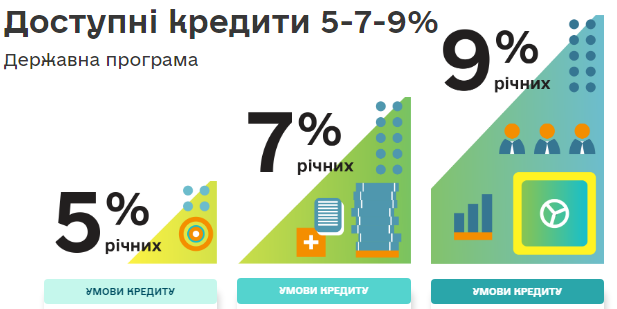 Доступні кредити 5-7-9%
Державна програма
5%
річних
7%
річних
9%
річних
УМОВИ КРЕДИТУ
УМОВИ КРЕДИТУ
УМОВИ КРЕДИТУ